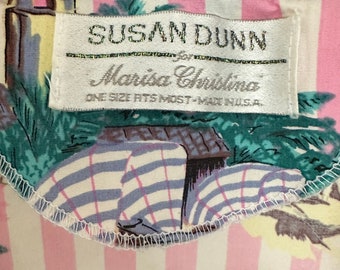 SUSAN DUNN
for
Marisa Christina
ONE SIZE FITS MOST-MADE IN U.S.A.